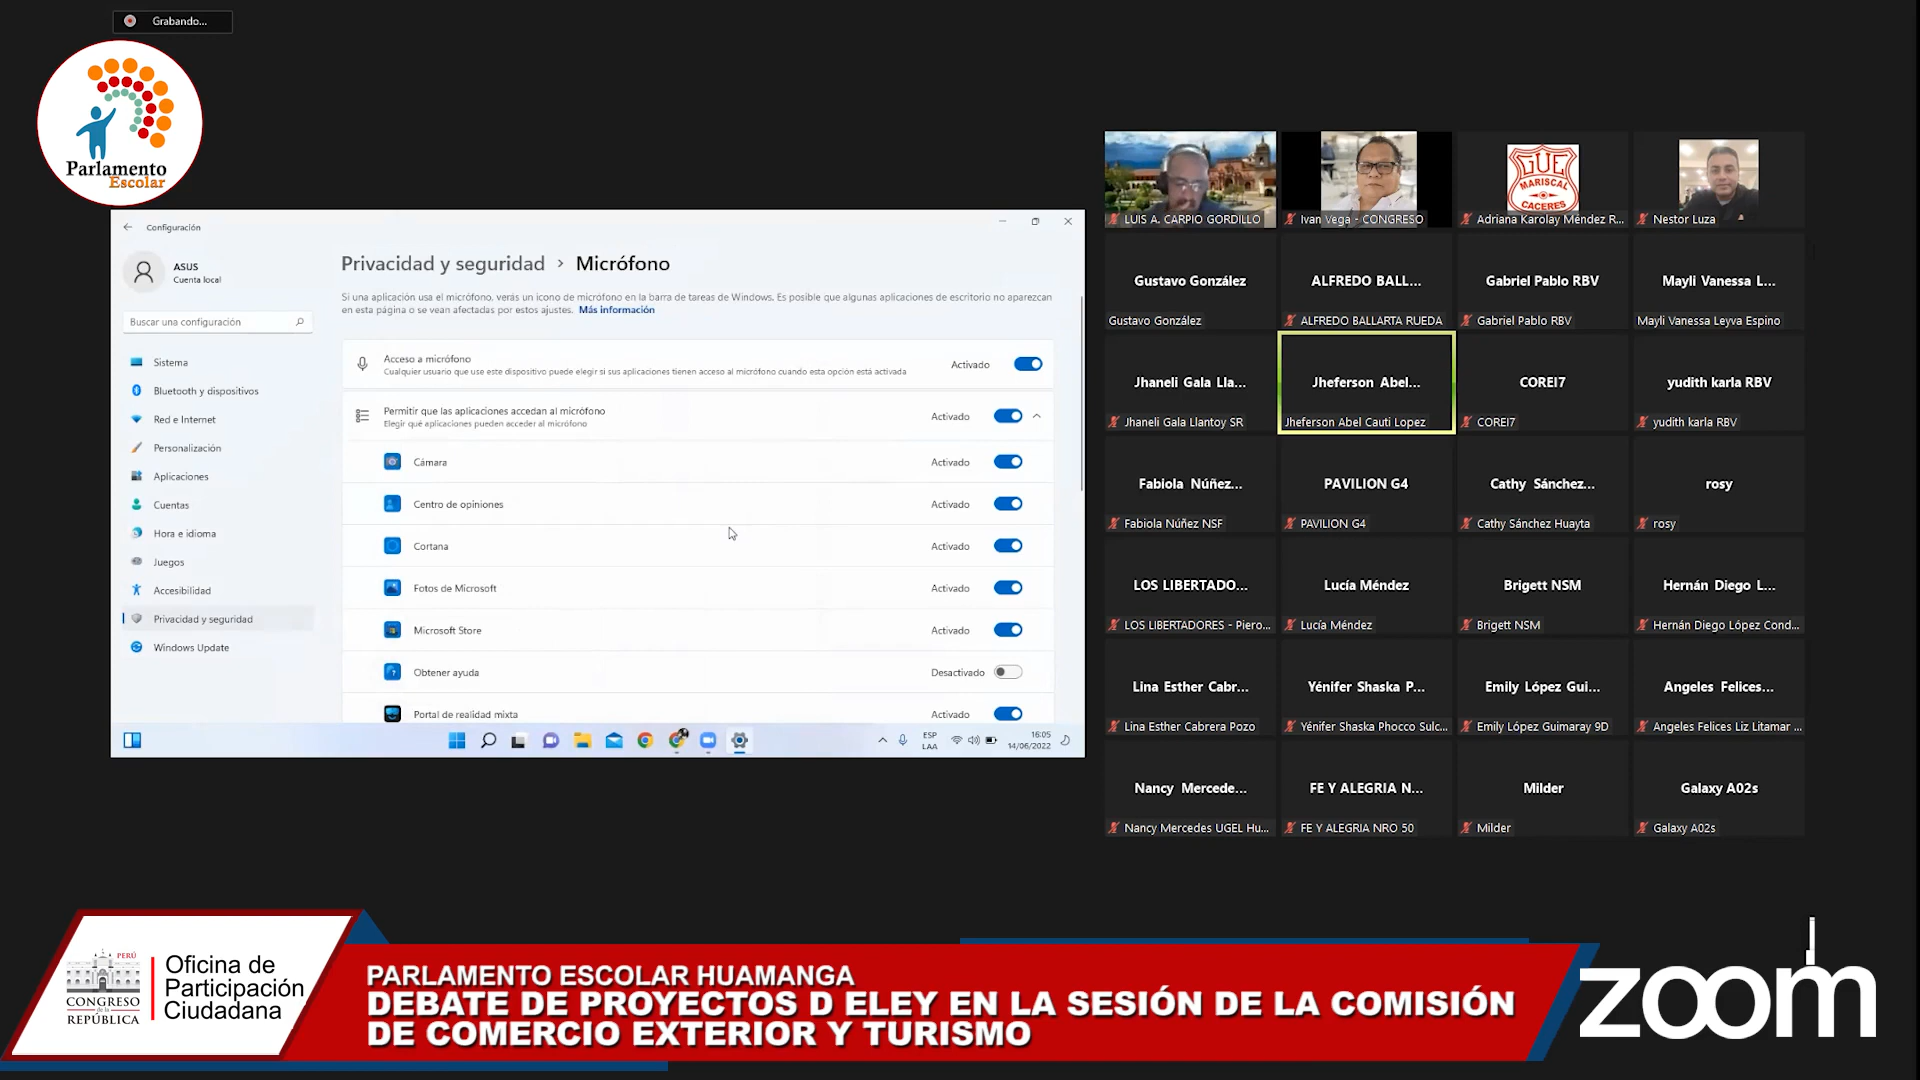 Grabando...
Parlamento
Escolar
Configuración
ASUS
Cuenta local
Buscar una configuración
Sistema
Bluetooth y dispositivos
Red e Internet
Personalización
Aplicaciones
Cuentas
Hora e idioma
Juegos
Accesibilidad
Privacidad y seguridad
Windows Update
Privacidad y seguridad › Micrófono
Si una aplicación usa el micrófono, verás un icono de micrófono en la barra de tareas de Windows. Es posible que algunas aplicaciones de escritorio no aparezcan
en esta página o se vean afectadas por estos ajustes. Más información
Acceso a micrófono
Cualquier usuario que use este dispositivo puede elegir si sus aplicaciones tienen acceso al micrófono cuando esta opción está activada
Activado
Permitir que las aplicaciones accedan al micrófono
Elegir qué aplicaciones pueden acceder al micrófono
Activado
Cámara Activado
Centro de opiniones Activado
Cortana Activado
Fotos de Microsoft Activado
Microsoft Store Activado
Obtener ayuda Desactivado
Portal de realidad mixta Activado
ESP
LAA
16:05
14/06/2022
GUE
MARISCAL
CACERES
LUIS A. CARPIO GORDILLO
Ivan Vega - CONGRESO
Adriana Karolay Méndez R...
Nestor Luza
Gustavo González
ALFREDO BALL...
Gabriel Pablo RBV
Mayli Vanessa L...
Gustavo González
ALFREDO BALLARTA RUEDA
Gabriel Pablo RBV
Mayli Vanessa Leyva Espino
Jhaneli Gala Lla...
Jheferson Abel...
COREI7
yudith karla RBV
Jhaneli Gala Llantoy SR
Jheferson Abel Cauti Lopez
COREI7
yudith karla RBV
Fabiola Núñez...
PAVILION G4
Cathy Sánchez...
rosy
Fabiola Núñez NSF
PAVILION G4
Cathy Sánchez Huayta
rosy
LOS LIBERTADO...
Lucía Méndez
Brigett NSM
Hernán Diego L...
LOS LIBERTADORES - Piero...
Lucía Méndez
Brigett NSM
Hernán Diego López Cond...
Lina Esther Cabr...
Yénifer Shaska P...
Emily López Gui...
Angeles Felices...
Lina Esther Cabrera Pozo
Yénifer Shaska Phocco Sulc...
Emily López Guimaray 9D
Angeles Felices Liz Litamar ...
Nancy Mercede...
FE Y ALEGRIA N...
Milder
Galaxy A02s
Nancy Mercedes UGEL Hu...
FE Y ALEGRIA NRO 50
Milder
Galaxy A02s
PERÚ
CONGRESO
de la
REPÚBLICA
Oficina de
Participación
Ciudadana
PARLAMENTO ESCOLAR HUAMANGA
DEBATE DE PROYECTOS D ELEY EN LA SESIÓN DE LA COMISIÓN
DE COMERCIO EXTERIOR Y TURISMO
zoom